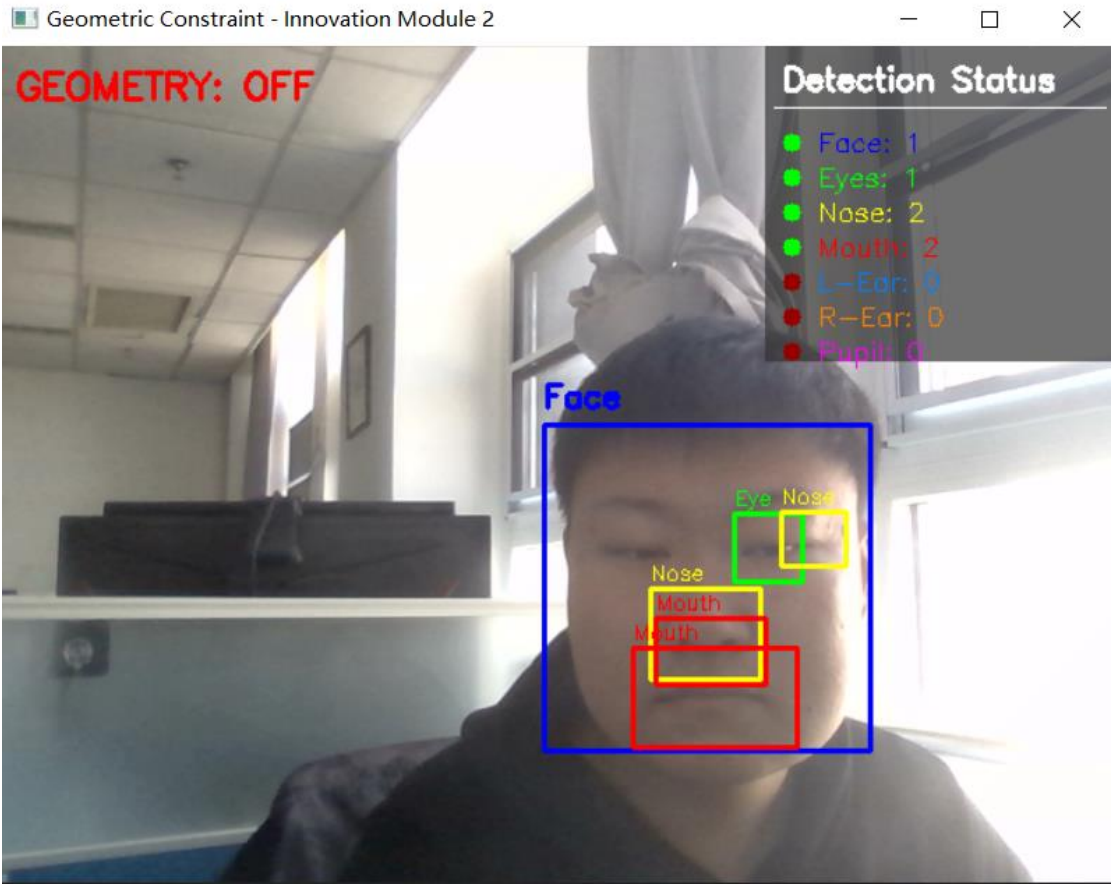 Geometric Constraint - Innovation Module 2
GEOMETRY: OFF
Detection Status
Face: 1
Eyes: 1
Nose: 2
Mouth: 2
L-Ear: 0
R-Ear: 0
Pupil: 0
Face
Eye
Nose
Nose
Mouth
Mouth